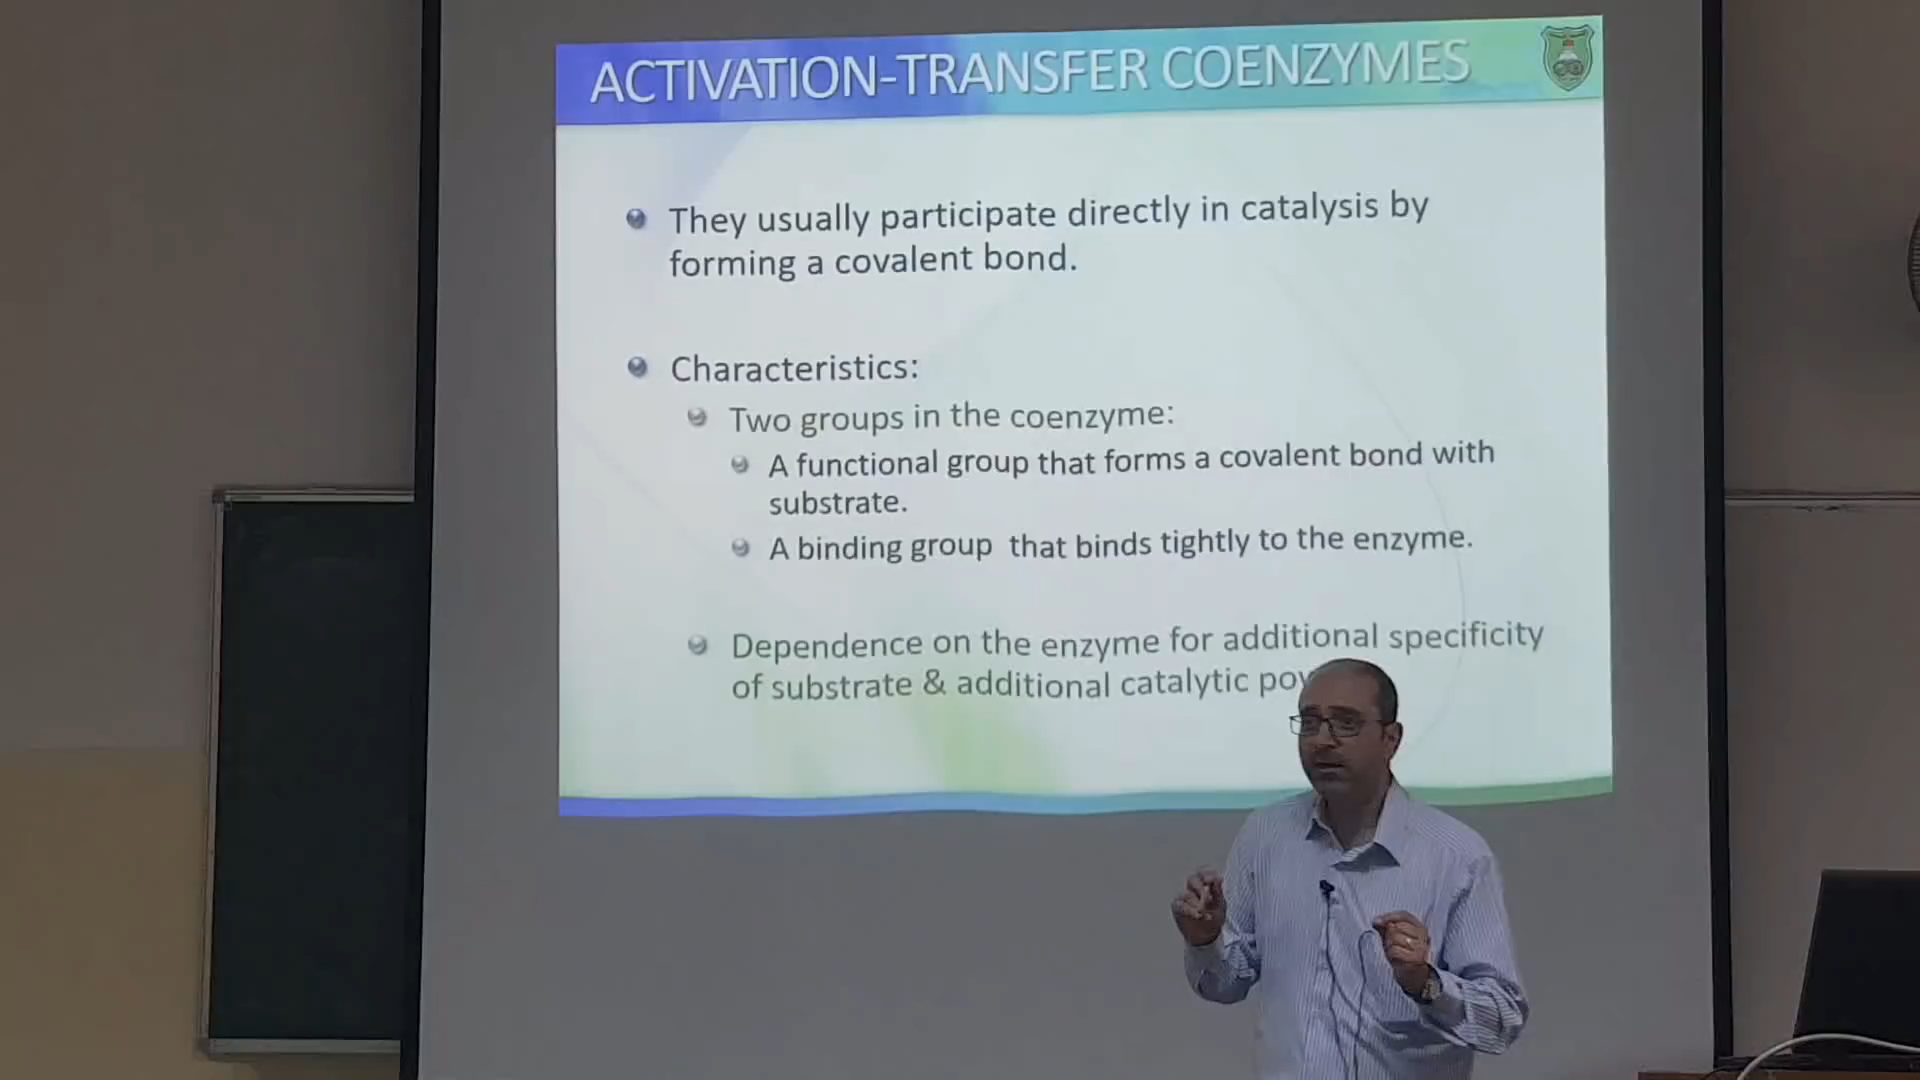 ACTIVATION-TRANSFER COENZYMES
They usually participate directly in catalysis by
forming a covalent bond.
Characteristics:
Two groups in the coenzyme:
A functional group that forms a covalent bond with
substrate.
A binding group that binds tightly to the enzyme.
Dependence on the enzyme for additional specificity
of substrate & additional catalytic